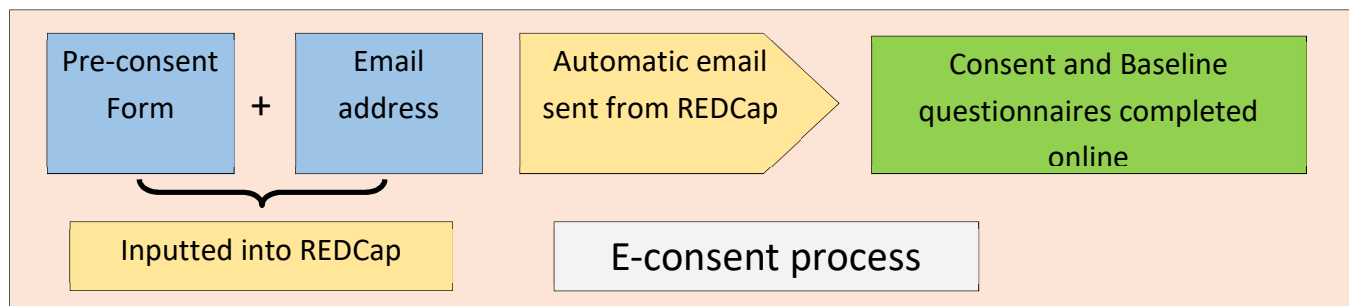 Pre-consent
Form
+
Email
address
Automatic email
sent from REDCap
Consent and Baseline
questionnaires completed
online
Inputted into REDCap
E-consent process